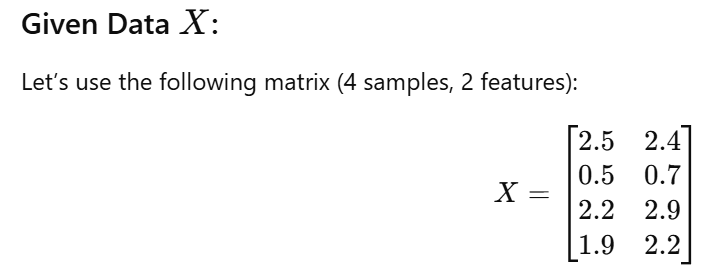 Given Data X:
Let's use the following matrix (4 samples, 2 features):
X = [2.5 2.4
0.5 0.7
2.2 2.9
1.9 2.2]